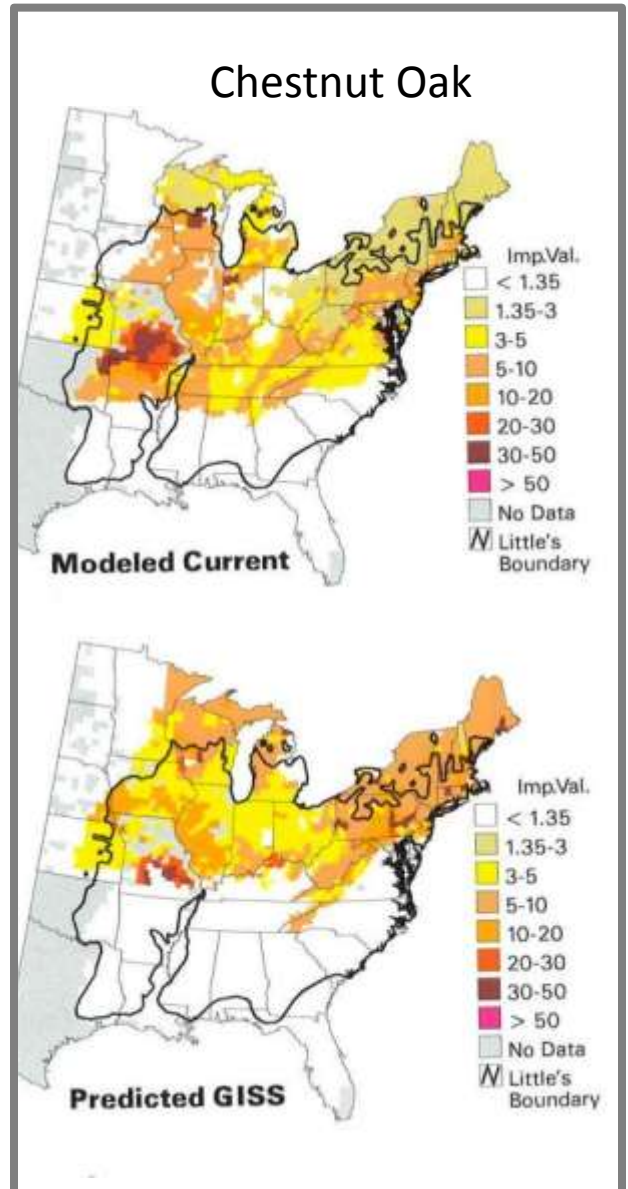 Chestnut Oak
Imp.Val.
< 1.35
1.35-3
3-5
5-10
10-20
20-30
30-50
> 50
No Data
N Little's
Boundary
Modeled Current
Imp.Val.
< 1.35
1.35-3
3-5
5-10
10-20
20-30
30-50
> 50
No Data
N Little's
Boundary
Predicted GISS